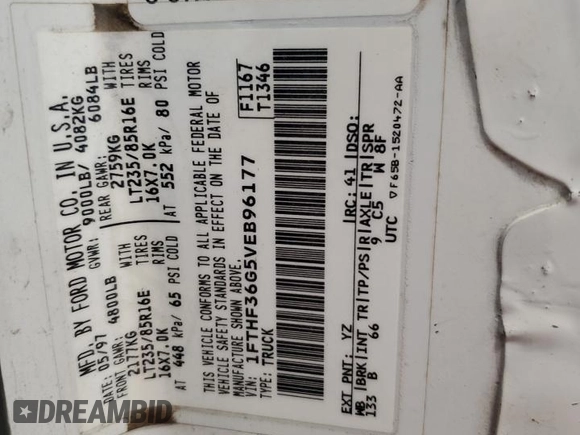 MFD. BY FORD MOTOR CO. IN U.S.A.
DATE: 05/97 GVWR: 9000LB/ 4082KG
FRONT GAWR: 4800LB REAR GAWR: 6084LB
2177KG WITH 2759KG WITH
LT235/85R16E TIRES LT235/85R16E TIRES
16X7.0K RIMS 16X7.0K RIMS
AT 448 kPa/ 65 PSI COLD AT 552 kPa/ 80 PSI COLD
THIS VEHICLE CONFORMS TO ALL APPLICABLE FEDERAL MOTOR
VEHICLE SAFETY STANDARDS IN EFFECT ON THE DATE OF
MANUFACTURE SHOWN ABOVE.
VIN: 1FTHF36G5VEB96177
TYPE: TRUCK
F1167
T1346
EXT PNT: YZ RC: 41 DSO:
WB BRK INT TR TP/PS R AXLE TR SPR
133 B 66 9 C5 W 8F
UTC ▽F65B-1520472-AA
DREAMBID